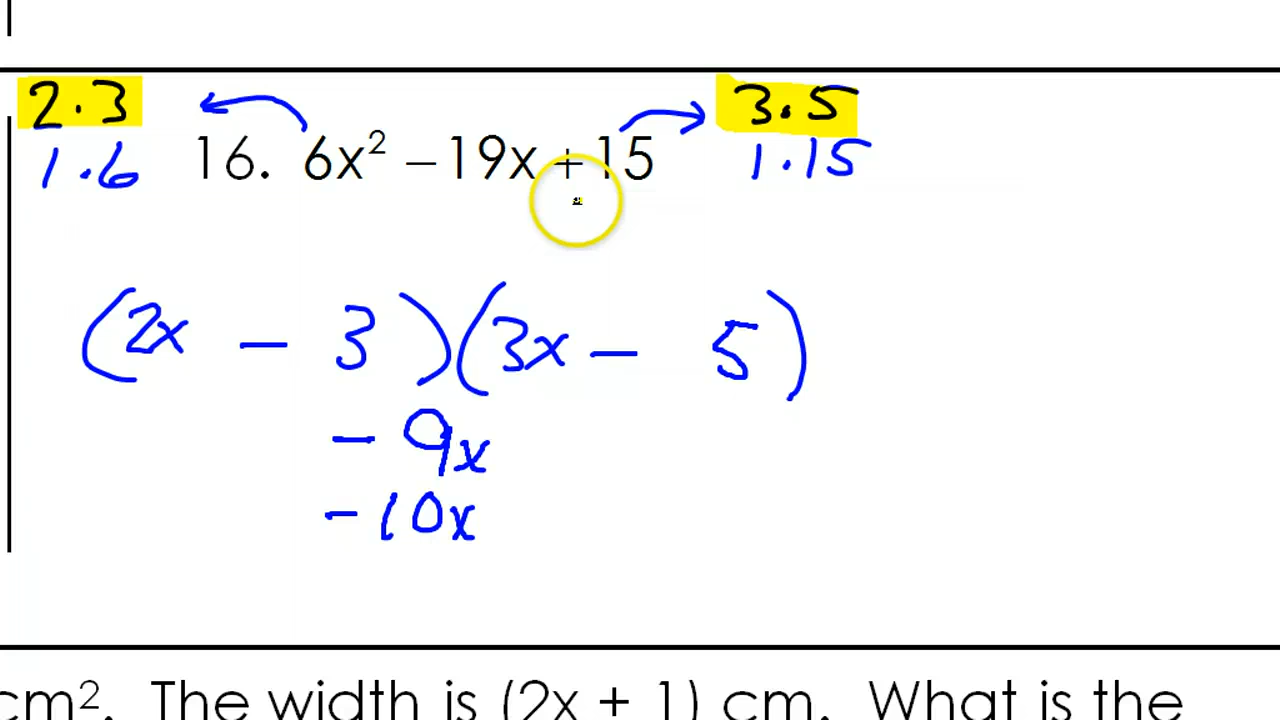 2·3 3·5
1·6 16. 6x² – 19x + 15 1·15
(2x – 3)(3x – 5)
– 9x
– 10x
cm². The width is (2x + 1) cm. What is the